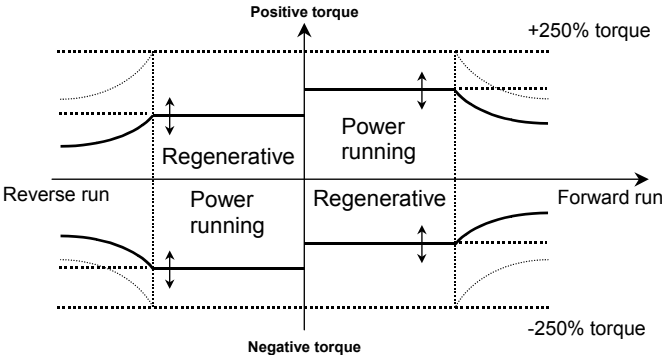 Positive torque
+250% torque
Power
running
Regenerative
Reverse run
Power
running
Regenerative
Forward run
-250% torque
Negative torque